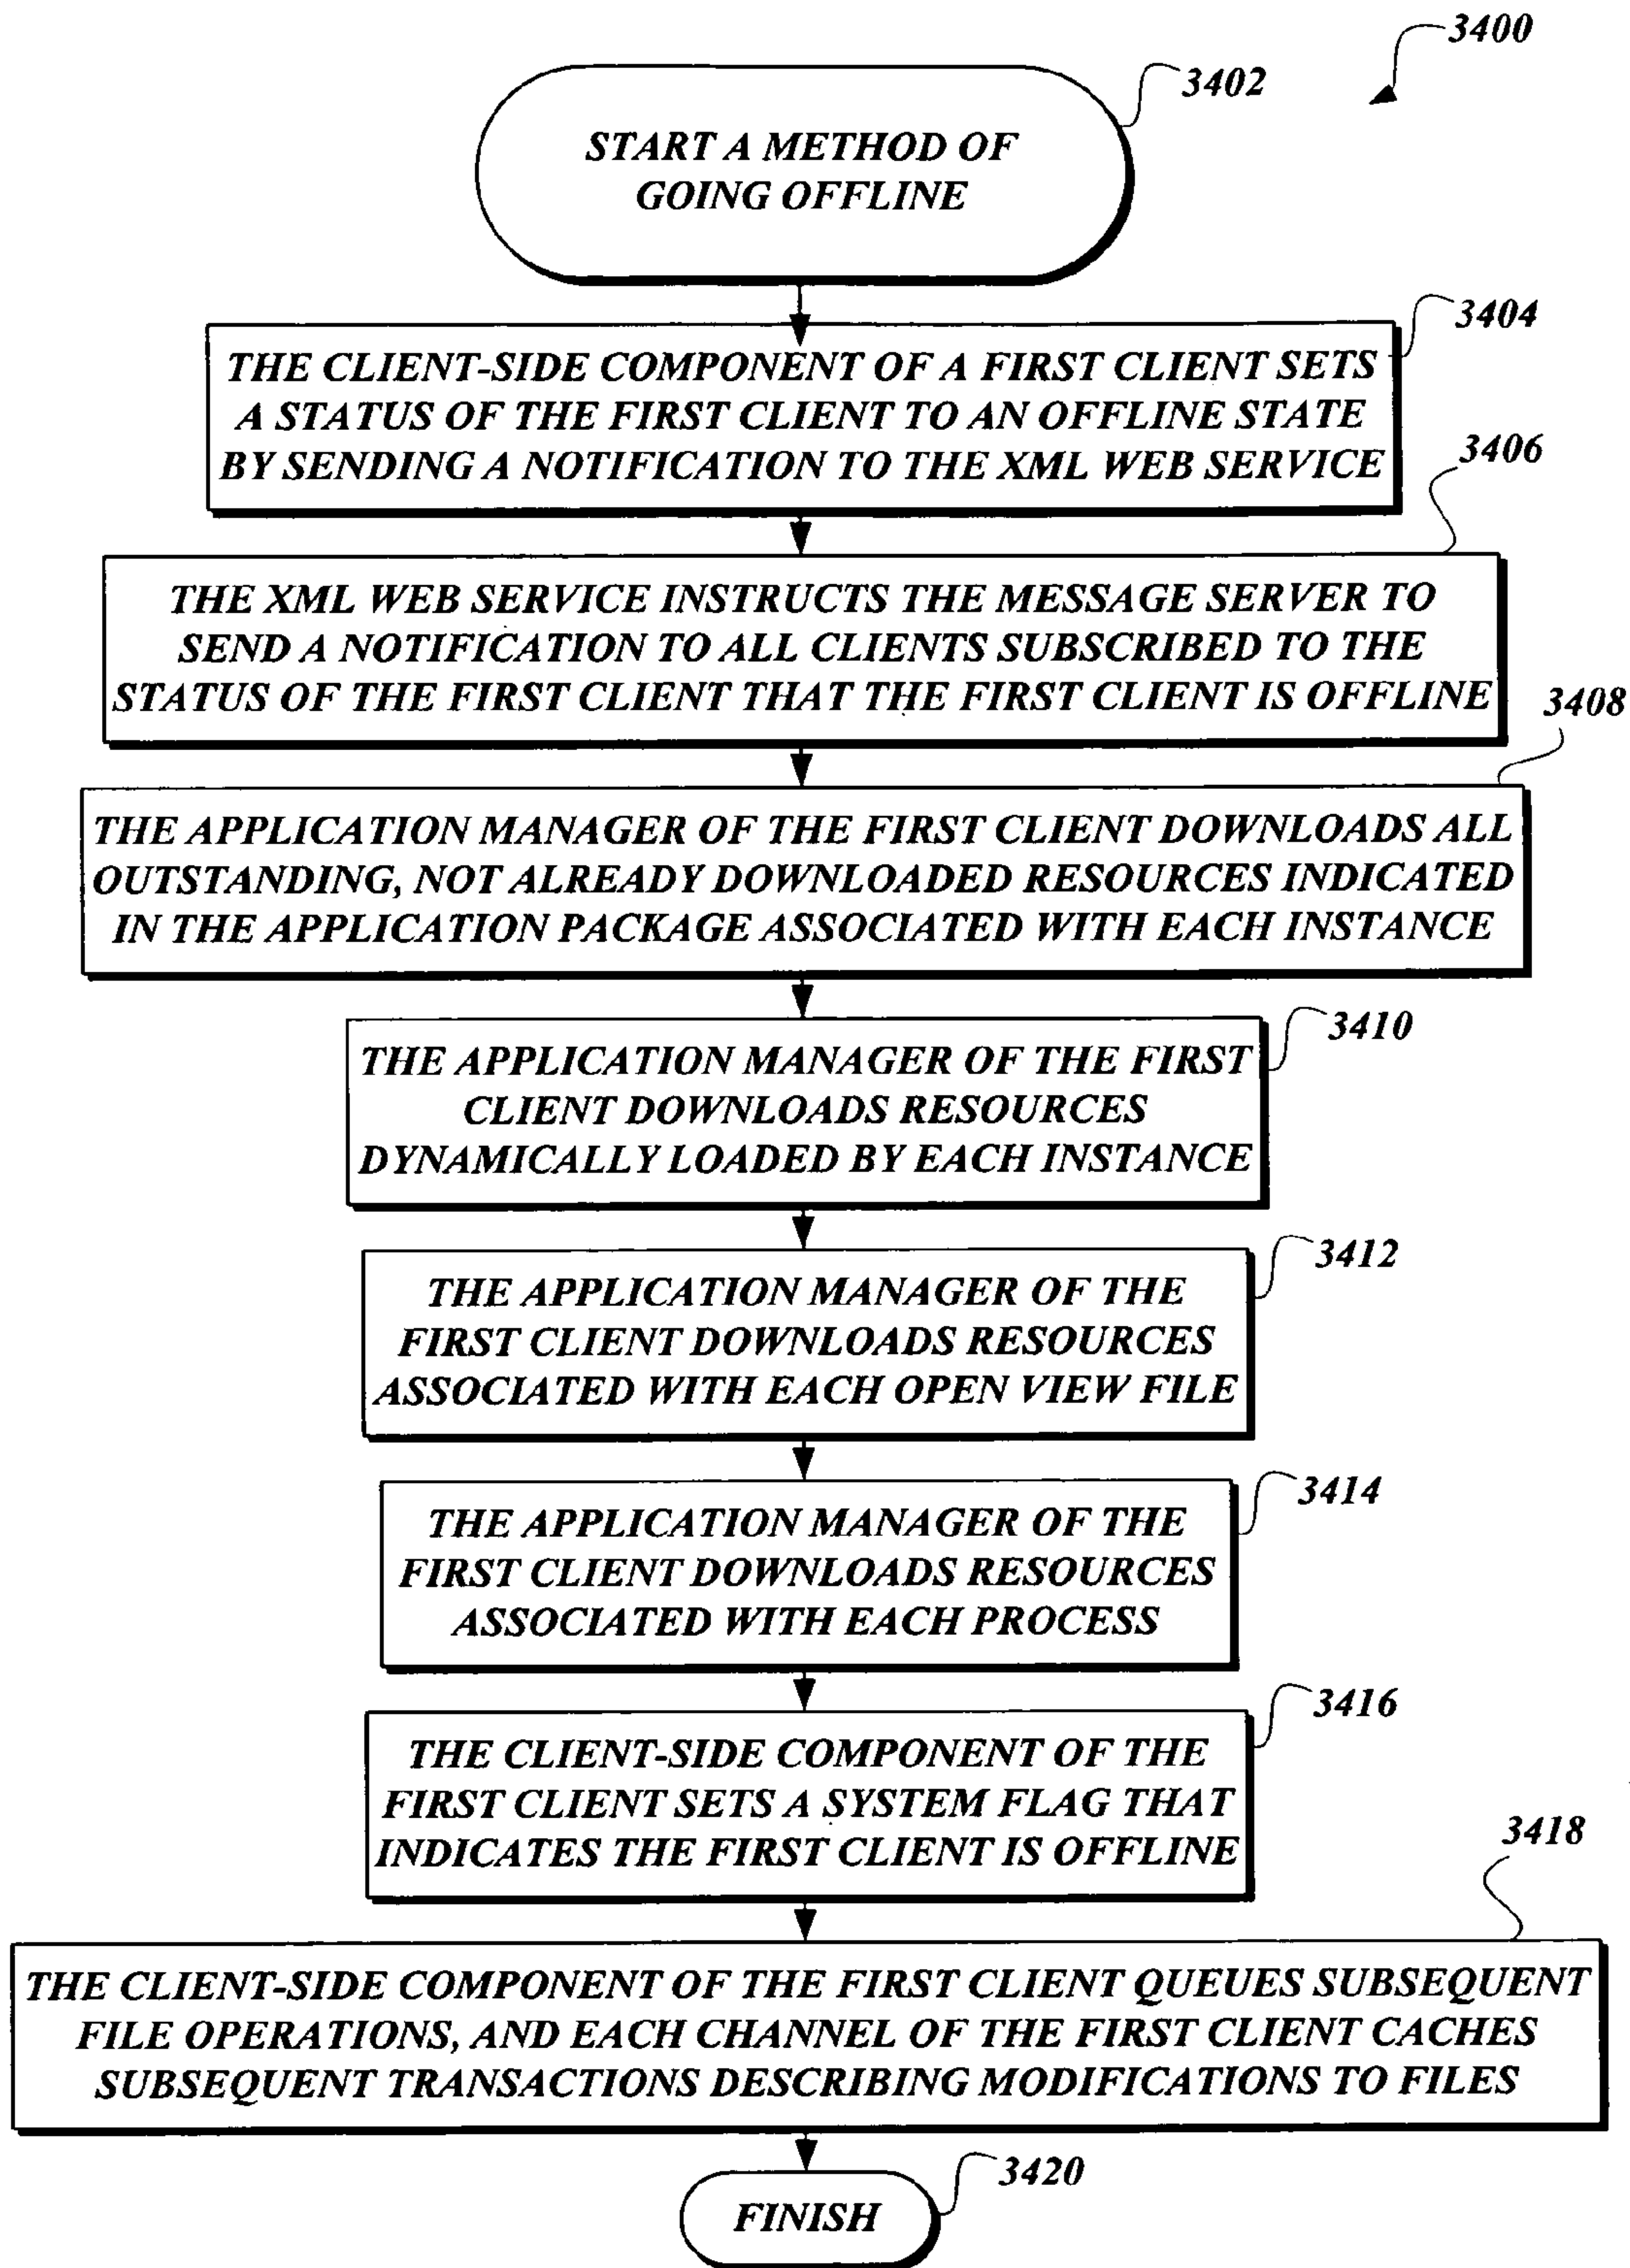 3400
3402
START A METHOD OF
GOING OFFLINE
3404
THE CLIENT-SIDE COMPONENT OF A FIRST CLIENT SETS
A STATUS OF THE FIRST CLIENT TO AN OFFLINE STATE
BY SENDING A NOTIFICATION TO THE XML WEB SERVICE
3406
THE XML WEB SERVICE INSTRUCTS THE MESSAGE SERVER TO
SEND A NOTIFICATION TO ALL CLIENTS SUBSCRIBED TO THE
STATUS OF THE FIRST CLIENT THAT THE FIRST CLIENT IS OFFLINE
3408
THE APPLICATION MANAGER OF THE FIRST CLIENT DOWNLOADS ALL
OUTSTANDING, NOT ALREADY DOWNLOADED RESOURCES INDICATED
IN THE APPLICATION PACKAGE ASSOCIATED WITH EACH INSTANCE
3410
THE APPLICATION MANAGER OF THE FIRST
CLIENT DOWNLOADS RESOURCES
DYNAMICALLY LOADED BY EACH INSTANCE
3412
THE APPLICATION MANAGER OF THE
FIRST CLIENT DOWNLOADS RESOURCES
ASSOCIATED WITH EACH OPEN VIEW FILE
3414
THE APPLICATION MANAGER OF THE
FIRST CLIENT DOWNLOADS RESOURCES
ASSOCIATED WITH EACH PROCESS
3416
THE CLIENT-SIDE COMPONENT OF THE
FIRST CLIENT SETS A SYSTEM FLAG THAT
INDICATES THE FIRST CLIENT IS OFFLINE
3418
THE CLIENT-SIDE COMPONENT OF THE FIRST CLIENT QUEUES SUBSEQUENT
FILE OPERATIONS, AND EACH CHANNEL OF THE FIRST CLIENT CACHES
SUBSEQUENT TRANSACTIONS DESCRIBING MODIFICATIONS TO FILES
3420
FINISH